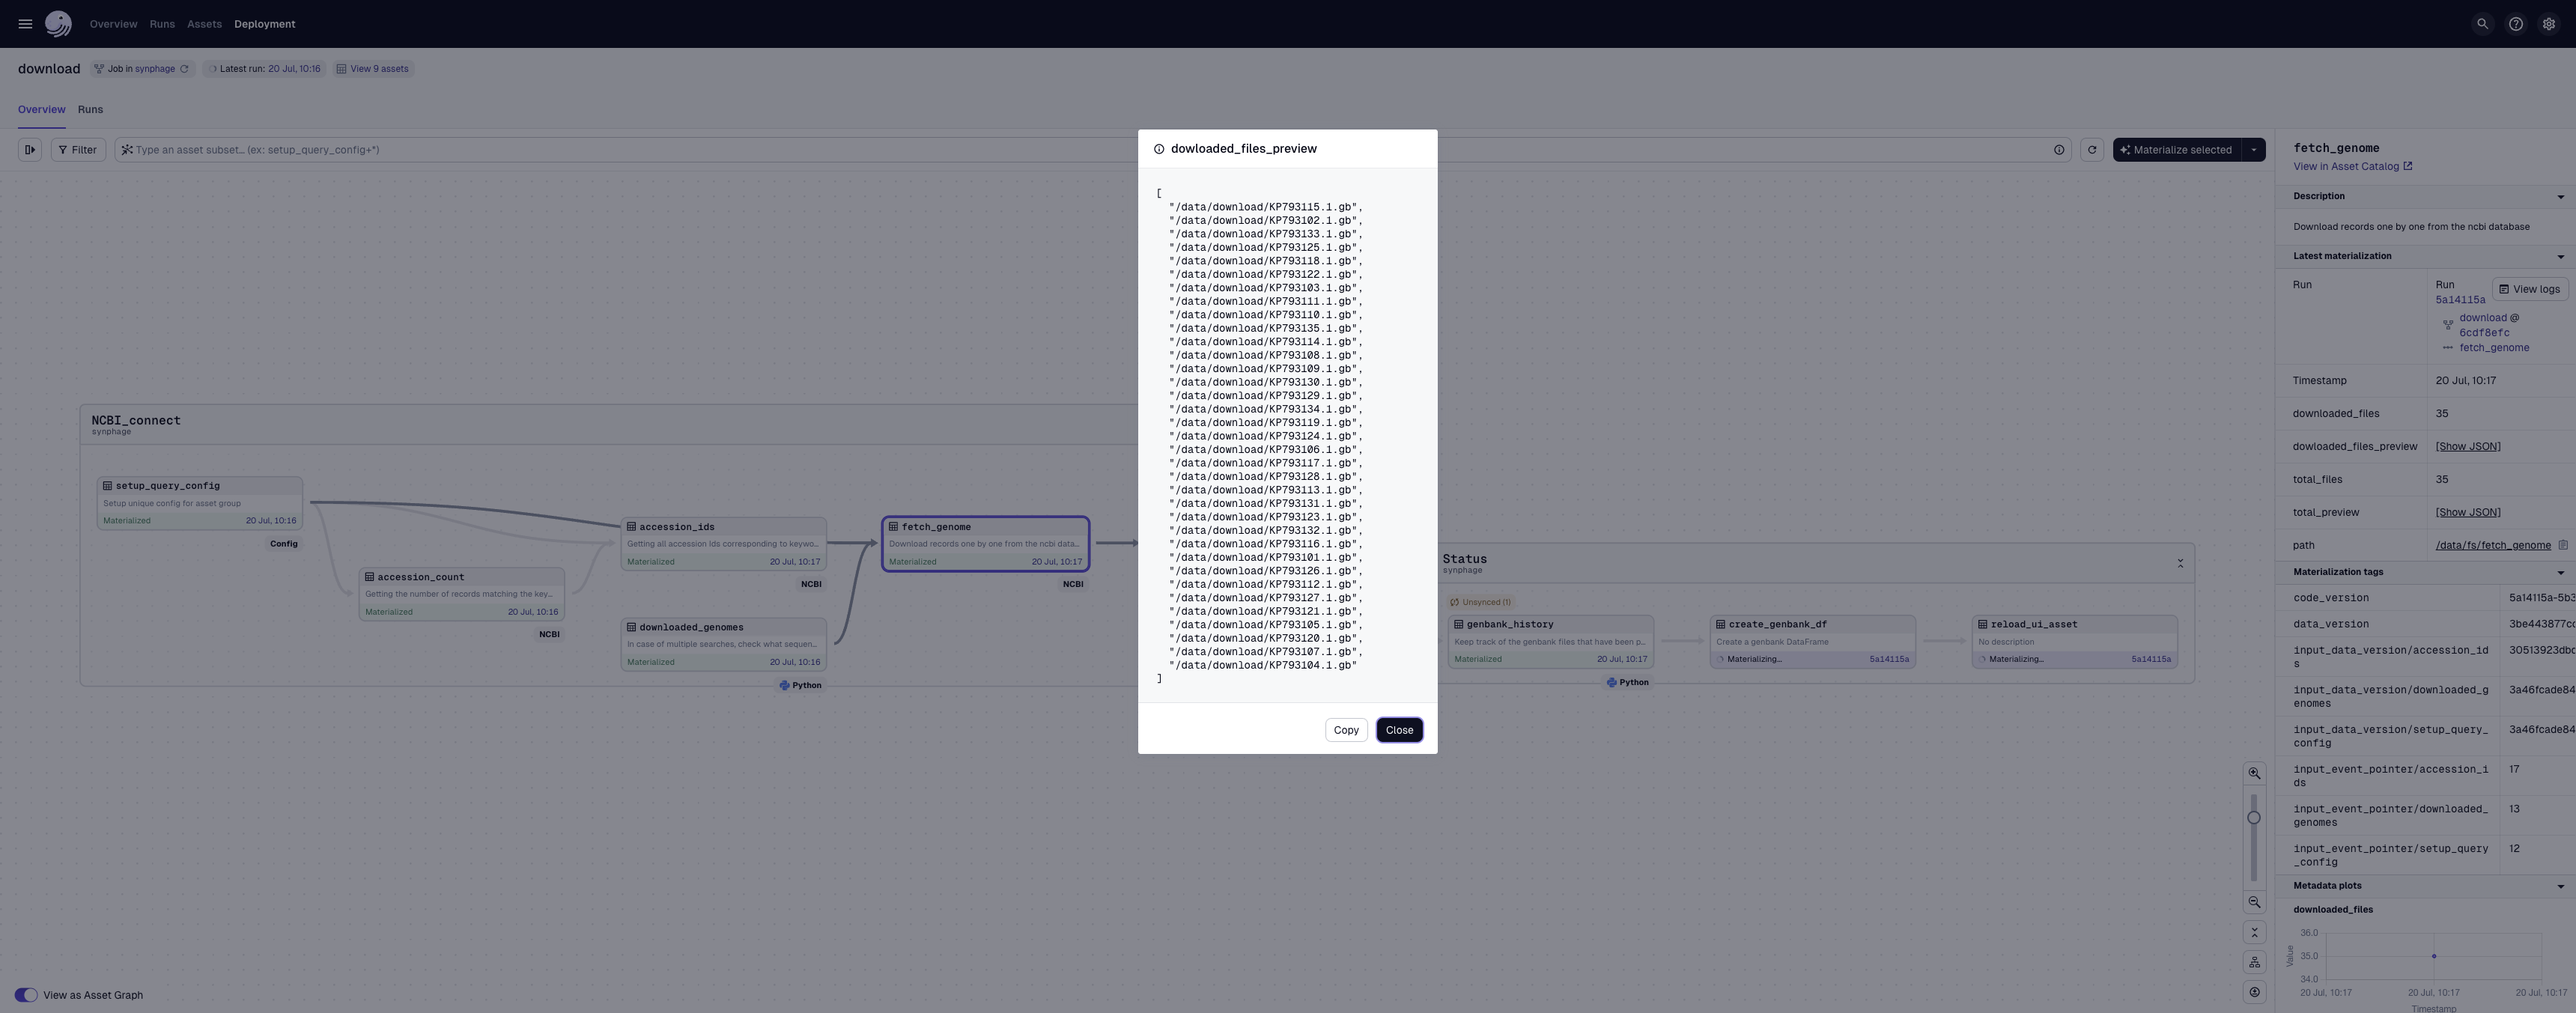 Overview Runs Assets Deployment
download Job in synphage Latest run: 20 Jul, 10:16 View 9 assets
Overview Runs
Filter Type an asset subset… (ex: setup_query_config+*) Materialize selected
dowloaded_files_preview
[
"/data/download/KP793115.1.gb",
"/data/download/KP793102.1.gb",
"/data/download/KP793133.1.gb",
"/data/download/KP793125.1.gb",
"/data/download/KP793118.1.gb",
"/data/download/KP793122.1.gb",
"/data/download/KP793103.1.gb",
"/data/download/KP793111.1.gb",
"/data/download/KP793110.1.gb",
"/data/download/KP793135.1.gb",
"/data/download/KP793114.1.gb",
"/data/download/KP793108.1.gb",
"/data/download/KP793109.1.gb",
"/data/download/KP793130.1.gb",
"/data/download/KP793129.1.gb",
"/data/download/KP793134.1.gb",
"/data/download/KP793119.1.gb",
"/data/download/KP793124.1.gb",
"/data/download/KP793106.1.gb",
"/data/download/KP793117.1.gb",
"/data/download/KP793128.1.gb",
"/data/download/KP793113.1.gb",
"/data/download/KP793131.1.gb",
"/data/download/KP793123.1.gb",
"/data/download/KP793132.1.gb",
"/data/download/KP793116.1.gb",
"/data/download/KP793101.1.gb",
"/data/download/KP793126.1.gb",
"/data/download/KP793112.1.gb",
"/data/download/KP793127.1.gb",
"/data/download/KP793121.1.gb",
"/data/download/KP793105.1.gb",
"/data/download/KP793120.1.gb",
"/data/download/KP793107.1.gb",
"/data/download/KP793104.1.gb"
]
Copy Close
NCBI_connect
synphage
setup_query_config
Setup unique config for asset group
Materialized 20 Jul, 10:16
Config
accession_count
Getting the number of records matching the key…
Materialized 20 Jul, 10:16
NCBI
accession_ids
Getting all accession Ids corresponding to keywo…
Materialized 20 Jul, 10:17
NCBI
downloaded_genomes
In case of multiple searches, check what sequen…
Materialized 20 Jul, 10:16
Python
fetch_genome
Download records one by one from the ncbi data…
Materialized 20 Jul, 10:17
NCBI
Status
synphage
Unsynced (1)
genbank_history
Keep track of the genbank files that have been p…
Materialized 20 Jul, 10:17
Python
create_genbank_df
Create a genbank DataFrame
Materializing… 5a14115a
reload_ui_asset
No description
Materializing… 5a14115a
View as Asset Graph
fetch_genome
View in Asset Catalog
Description
Download records one by one from the ncbi database
Latest materialization
Run Run View logs
5a14115a
download @
6cdf8efc
fetch_genome
Timestamp 20 Jul, 10:17
downloaded_files 35
dowloaded_files_preview [Show JSON]
total_files 35
total_preview [Show JSON]
path /data/fs/fetch_genome
Materialization tags
code_version 5a14115a-5b3
data_version 3be443877cc
input_data_version/accession_id 30513923dbc
s
input_data_version/downloaded_g 3a46fcade84
enomes
input_data_version/setup_query_ 3a46fcade84
config
input_event_pointer/accession_i 17
ds
input_event_pointer/downloaded_ 13
genomes
input_event_pointer/setup_query 12
_config
Metadata plots
downloaded_files
36.0
35.0
34.0
Value
20 Jul, 10:17 20 Jul, 10:17 20 Jul, 10:17
Timestamp